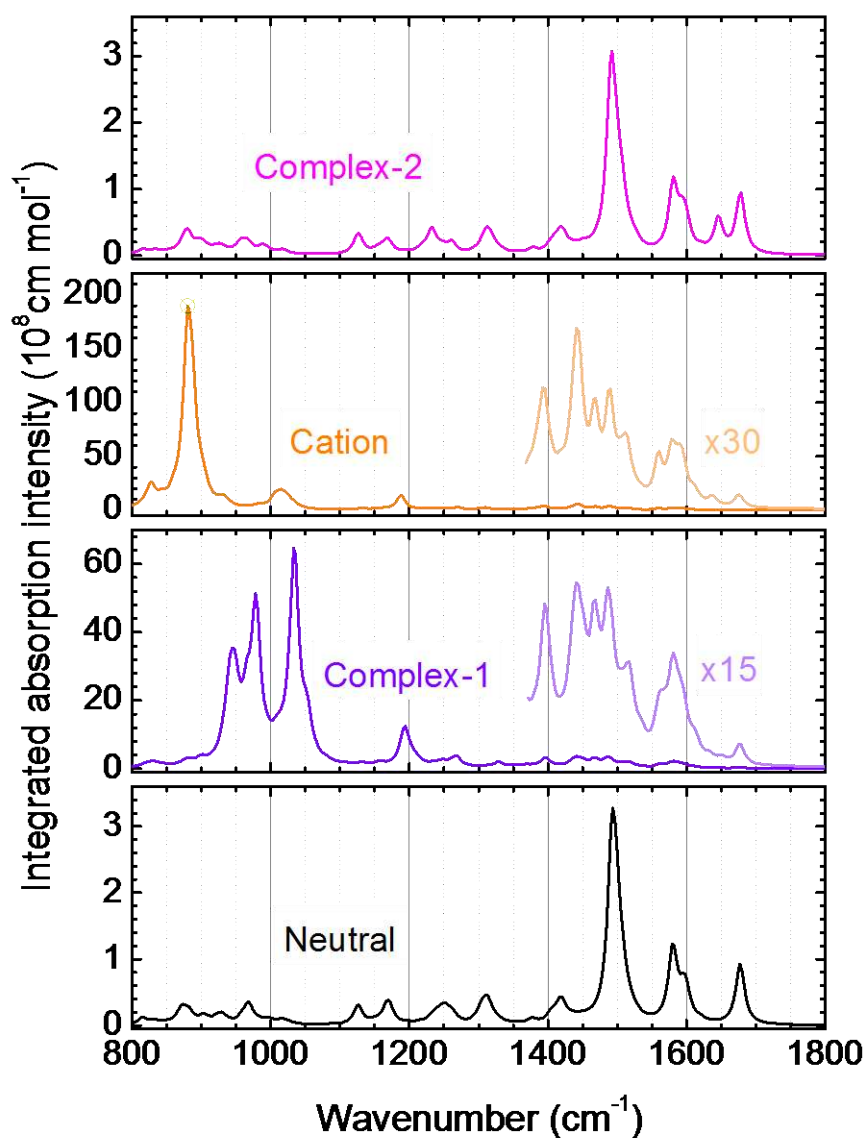 Integrated absorption intensity (10⁸cm mol⁻¹)
3
2
1
0
Complex-2
200
150
100
50
0
Cation
x30
60
40
20
0
Complex-1
x15
3
2
1
0
Neutral
800 1000 1200 1400 1600 1800
Wavenumber (cm⁻¹)